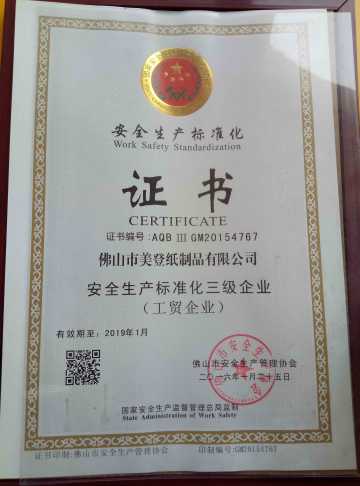 安全生产标准化
Work Safety Standardization
证书
CERTIFICATE
证书编号:AQB III GM20154767
佛山市美登纸制品有限公司
安全生产标准化三级企业
（工贸企业）
有效期至：2019年1月
佛山市安全生产管理协会
二〇一六年十月二十五日
国家安全生产监督管理总局监制
State Administration of Work Safety
证书印制:佛山市安全生产管理协会
印制编号:GM20154767